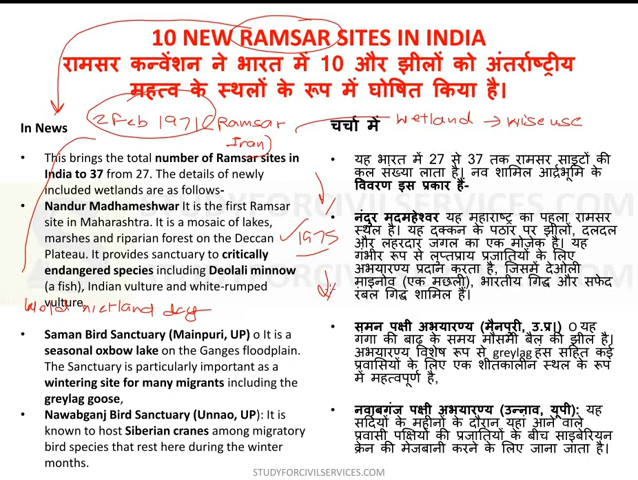 10 NEW RAMSAR SITES IN INDIA
रामसर कन्वेंशन ने भारत में 10 और झीलों को अंतर्राष्ट्रीय
महत्व के स्थलों के रूप में घोषित किया है।
2 Feb 1971 (Ramsar
Iran)
wetland → wise use
In News
• This brings the total number of Ramsar sites in
India to 37 from 27. The details of newly
included wetlands are as follows-
• Nandur Madhameshwar It is the first Ramsar
site in Maharashtra. It is a mosaic of lakes,
marshes and riparian forest on the Deccan
Plateau. It provides sanctuary to critically
endangered species including Deolali minnow
(a fish), Indian vulture and white-rumped
vulture.
1975
World wetland day
• Saman Bird Sanctuary (Mainpuri, UP) o It is a
seasonal oxbow lake on the Ganges floodplain.
The Sanctuary is particularly important as a
wintering site for many migrants including the
greylag goose,
• Nawabganj Bird Sanctuary (Unnao, UP): It is
known to host Siberian cranes among migratory
bird species that rest here during the winter
months.
चर्चा में
• यह भारत में 27 से 37 तक रामसर साइटों की
कुल संख्या लाता है। नव शामिल आर्द्रभूमि के
विवरण इस प्रकार हैं-
• नंदुर मदमहेश्वर यह महाराष्ट्र का पहला रामसर
स्थल है। यह दक्कन के पठार पर झीलों, दलदल
और लहरदार जंगल का एक मोज़ेक है। यह
गंभीर रूप से लुप्तप्राय प्रजातियों के लिए
अभयारण्य प्रदान करता है, जिसमें देओली
माइनोव (एक मछली), भारतीय गिद्ध और सफेद
रंबल गिद्ध शामिल हैं।
• समन पक्षी अभयारण्य (मैनपुरी, उ.प्र।) O यह
गंगा की बाढ़ के समय मौसमी बैल की झील है।
अभयारण्य विशेष रूप से greylag हंस सहित कई
प्रवासियों के लिए एक शीतकालीन स्थल के रूप
में महत्वपूर्ण है,
• नवाबगंज पक्षी अभयारण्य (उन्नाव, यूपी): यह
सर्दियों के महीनों के दौरान यहां आने वाले
प्रवासी पक्षियों की प्रजातियों के बीच साइबेरियन
क्रेन की मेजबानी करने के लिए जाना जाता है।
STUDYFORCIVILSERVICES.COM